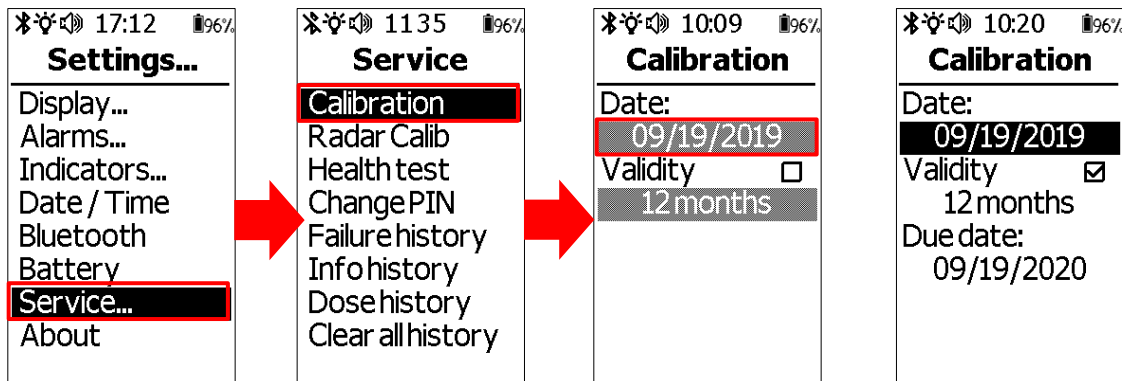 17:12 96%
Settings...
Display...
Alarms...
Indicators...
Date / Time
Bluetooth
Battery
Service...
About
1135 96%
Service
Calibration
Radar Calib
Health test
Change PIN
Failure history
Info history
Dose history
Clear all history
10:09 96%
Calibration
Date:
09/19/2019
Validity
12 months
10:20 96%
Calibration
Date:
09/19/2019
Validity
12 months
Due date:
09/19/2020